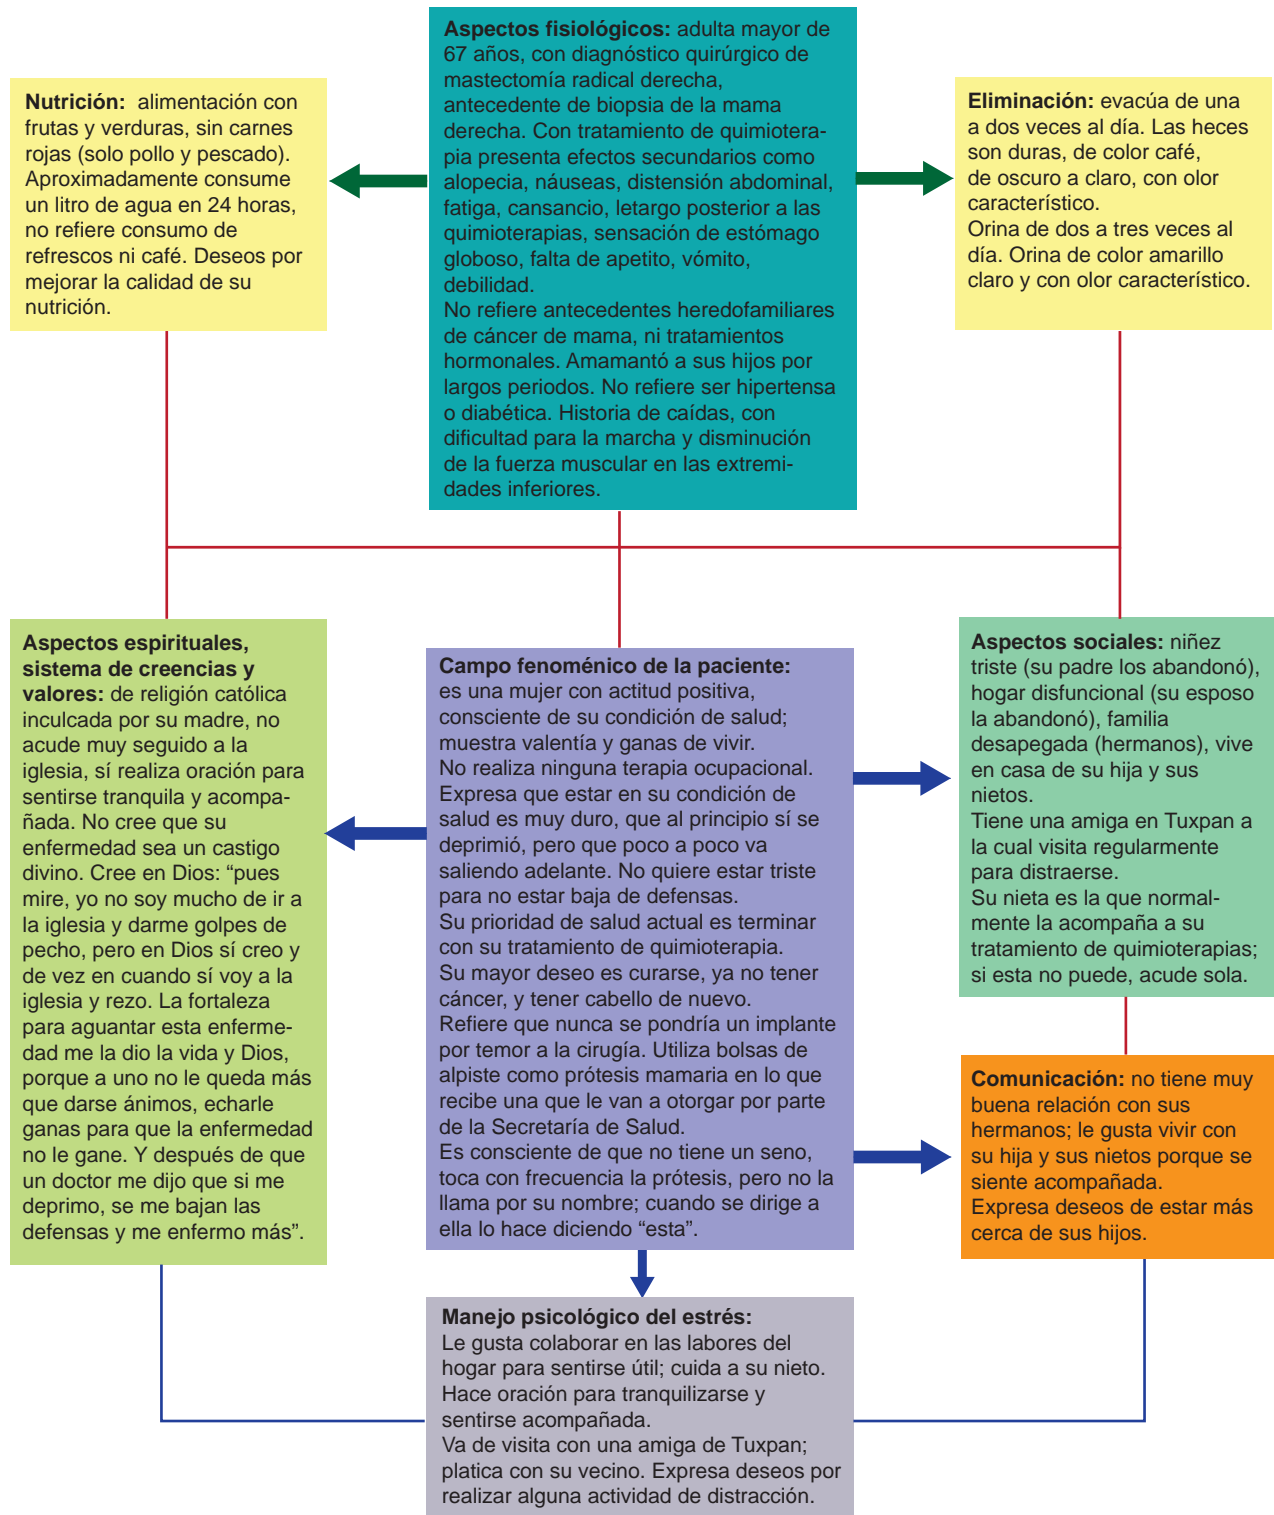 Aspectos fisiológicos: adulta mayor de
67 años, con diagnóstico quirúrgico de
mastectomía radical derecha,
antecedente de biopsia de la mama
derecha. Con tratamiento de quimiotera-
pia presenta efectos secundarios como
alopecia, náuseas, distensión abdominal,
fatiga, cansancio, letargo posterior a las
quimioterapias, sensación de estómago
globoso, falta de apetito, vómito,
debilidad.
No refiere antecedentes heredofamiliares
de cáncer de mama, ni tratamientos
hormonales. Amamantó a sus hijos por
largos periodos. No refiere ser hipertensa
o diabética. Historia de caídas, con
dificultad para la marcha y disminución
de la fuerza muscular en las extremi-
dades inferiores.
Nutrición: alimentación con
frutas y verduras, sin carnes
rojas (solo pollo y pescado).
Aproximadamente consume
un litro de agua en 24 horas,
no refiere consumo de
refrescos ni café. Deseos por
mejorar la calidad de su
nutrición.
Eliminación: evacúa de una
a dos veces al día. Las heces
son duras, de color café,
de oscuro a claro, con olor
característico.
Orina de dos a tres veces al
día. Orina de color amarillo
claro y con olor característico.
Aspectos espirituales,
sistema de creencias y
valores: de religión católica
inculcada por su madre, no
acude muy seguido a la
iglesia, sí realiza oración para
sentirse tranquila y acompa-
ñada. No cree que su
enfermedad sea un castigo
divino. Cree en Dios: “pues
mire, yo no soy mucho de ir a
la iglesia y darme golpes de
pecho, pero en Dios sí creo y
de vez en cuando sí voy a la
iglesia y rezo. La fortaleza
para aguantar esta enferme-
dad me la dio la vida y Dios,
porque a uno no le queda más
que darse ánimos, echarle
ganas para que la enfermedad
no le gane. Y después de que
un doctor me dijo que si me
deprimo, se me bajan las
defensas y me enfermo más”.
Campo fenoménico de la paciente:
es una mujer con actitud positiva,
consciente de su condición de salud;
muestra valentía y ganas de vivir.
No realiza ninguna terapia ocupacional.
Expresa que estar en su condición de
salud es muy duro, que al principio sí se
deprimió, pero que poco a poco va
saliendo adelante. No quiere estar triste
para no estar baja de defensas.
Su prioridad de salud actual es terminar
con su tratamiento de quimioterapia.
Su mayor deseo es curarse, ya no tener
cáncer, y tener cabello de nuevo.
Refiere que nunca se pondría un implante
por temor a la cirugía. Utiliza bolsas de
alpiste como prótesis mamaria en lo que
recibe una que le van a otorgar por parte
de la Secretaría de Salud.
Es consciente de que no tiene un seno,
toca con frecuencia la prótesis, pero no la
llama por su nombre; cuando se dirige a
ella lo hace diciendo “esta”.
Aspectos sociales: niñez
triste (su padre los abandonó),
hogar disfuncional (su esposo
la abandonó), familia
desapegada (hermanos), vive
en casa de su hija y sus
nietos.
Tiene una amiga en Tuxpan a
la cual visita regularmente
para distraerse.
Su nieta es la que normal-
mente la acompaña a su
tratamiento de quimioterapias;
si esta no puede, acude sola.
Comunicación: no tiene muy
buena relación con sus
hermanos; le gusta vivir con
su hija y sus nietos porque se
siente acompañada.
Expresa deseos de estar más
cerca de sus hijos.
Manejo psicológico del estrés:
Le gusta colaborar en las labores del
hogar para sentirse útil; cuida a su nieto.
Hace oración para tranquilizarse y
sentirse acompañada.
Va de visita con una amiga de Tuxpan;
platica con su vecino. Expresa deseos por
realizar alguna actividad de distracción.